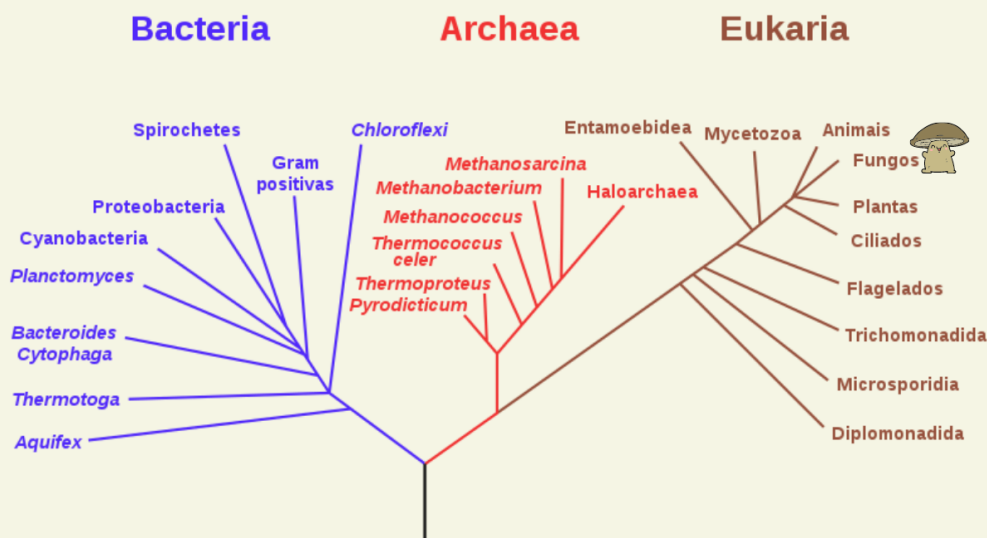 Bacteria
Archaea
Eukaria
Spirochetes
Chloroflexi
Gram
positivas
Proteobacteria
Cyanobacteria
Planctomyces
Bacteroides
Cytophaga
Thermotoga
Aquifex
Methanosarcina
Methanobacterium
Haloarchaea
Methanococcus
Thermococcus
celer
Thermoproteus
Pyrodicticum
Entamoebidea
Mycetozoa
Animais
Fungos
Plantas
Ciliados
Flagelados
Trichomonadida
Microsporidia
Diplomonadida